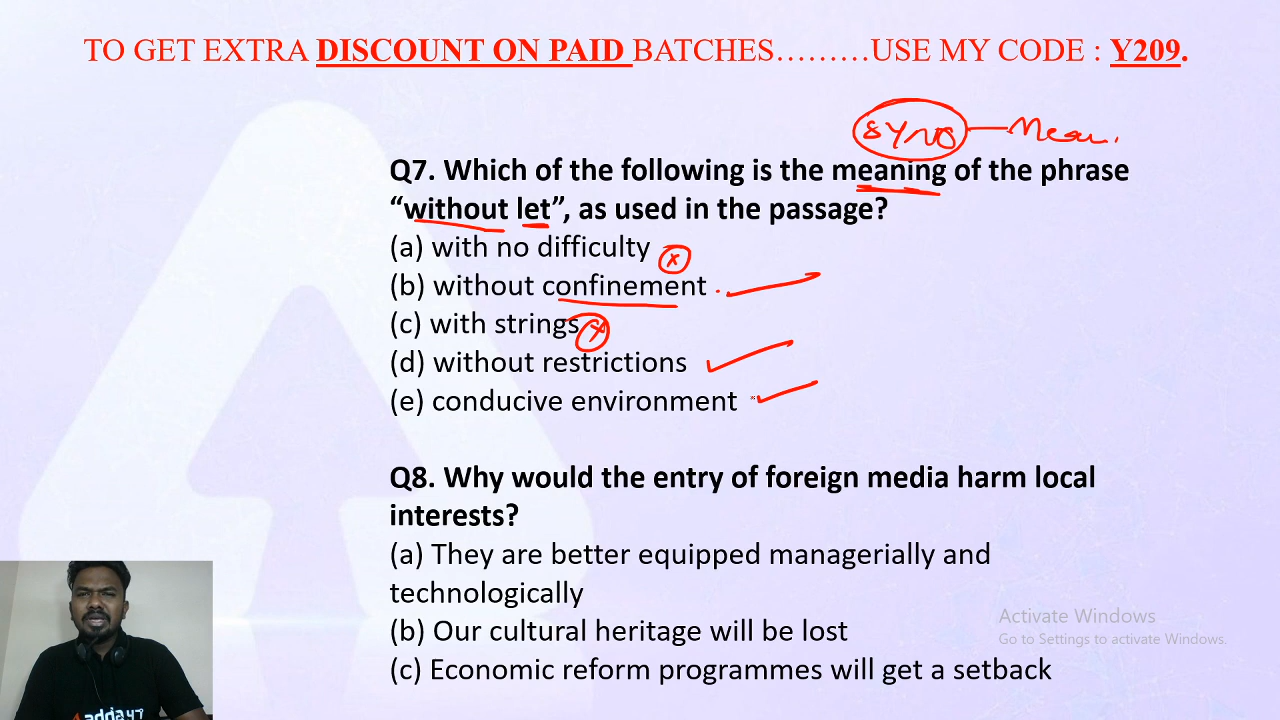 TO GET EXTRA DISCOUNT ON PAID BATCHES.........USE MY CODE : Y209.
SYNO — Mean.
Q7. Which of the following is the meaning of the phrase
“without let”, as used in the passage?
(a) with no difficulty
(b) without confinement
(c) with strings
(d) without restrictions
(e) conducive environment
Q8. Why would the entry of foreign media harm local
interests?
(a) They are better equipped managerially and
technologically
(b) Our cultural heritage will be lost
(c) Economic reform programmes will get a setback
Activate Windows
Go to Settings to activate Windows.
adda247